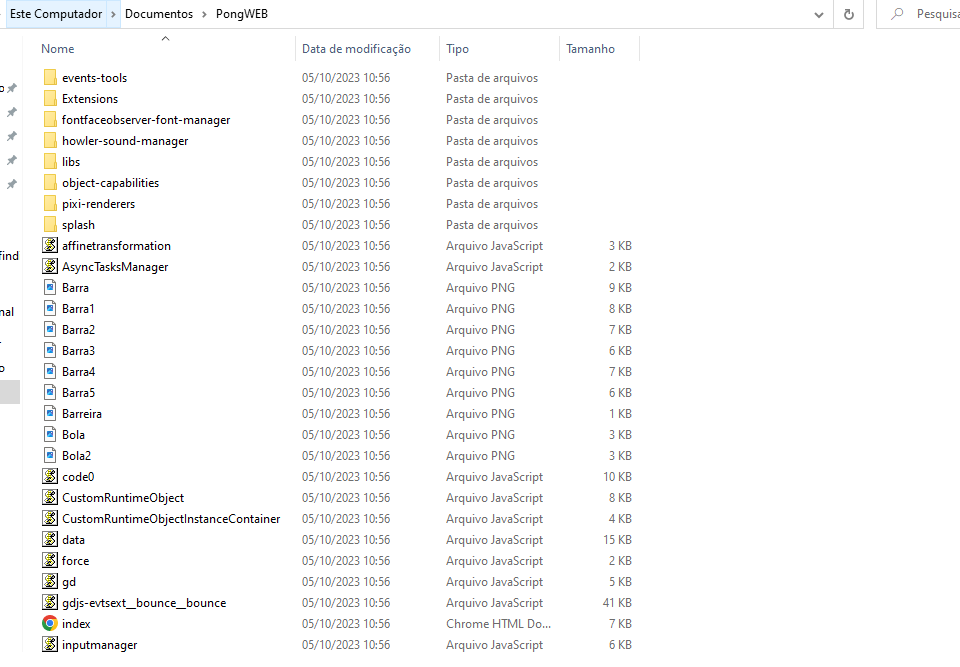 Este Computador > Documentos > PongWEB Pesquisa
Nome Data de modificação Tipo Tamanho
events-tools 05/10/2023 10:56 Pasta de arquivos
Extensions 05/10/2023 10:56 Pasta de arquivos
fontfaceobserver-font-manager 05/10/2023 10:56 Pasta de arquivos
howler-sound-manager 05/10/2023 10:56 Pasta de arquivos
libs 05/10/2023 10:56 Pasta de arquivos
object-capabilities 05/10/2023 10:56 Pasta de arquivos
pixi-renderers 05/10/2023 10:56 Pasta de arquivos
splash 05/10/2023 10:56 Pasta de arquivos
affinetransformation 05/10/2023 10:56 Arquivo JavaScript 3 KB
AsyncTasksManager 05/10/2023 10:56 Arquivo JavaScript 2 KB
Barra 05/10/2023 10:56 Arquivo PNG 9 KB
Barra1 05/10/2023 10:56 Arquivo PNG 8 KB
Barra2 05/10/2023 10:56 Arquivo PNG 7 KB
Barra3 05/10/2023 10:56 Arquivo PNG 6 KB
Barra4 05/10/2023 10:56 Arquivo PNG 7 KB
Barra5 05/10/2023 10:56 Arquivo PNG 6 KB
Barreira 05/10/2023 10:56 Arquivo PNG 1 KB
Bola 05/10/2023 10:56 Arquivo PNG 3 KB
Bola2 05/10/2023 10:56 Arquivo PNG 3 KB
code0 05/10/2023 10:56 Arquivo JavaScript 10 KB
CustomRuntimeObject 05/10/2023 10:56 Arquivo JavaScript 8 KB
CustomRuntimeObjectInstanceContainer 05/10/2023 10:56 Arquivo JavaScript 4 KB
data 05/10/2023 10:56 Arquivo JavaScript 15 KB
force 05/10/2023 10:56 Arquivo JavaScript 2 KB
gd 05/10/2023 10:56 Arquivo JavaScript 5 KB
gdjs-evtsext__bounce__bounce 05/10/2023 10:56 Arquivo JavaScript 41 KB
index 05/10/2023 10:56 Chrome HTML Do... 7 KB
inputmanager 05/10/2023 10:56 Arquivo JavaScript 6 KB